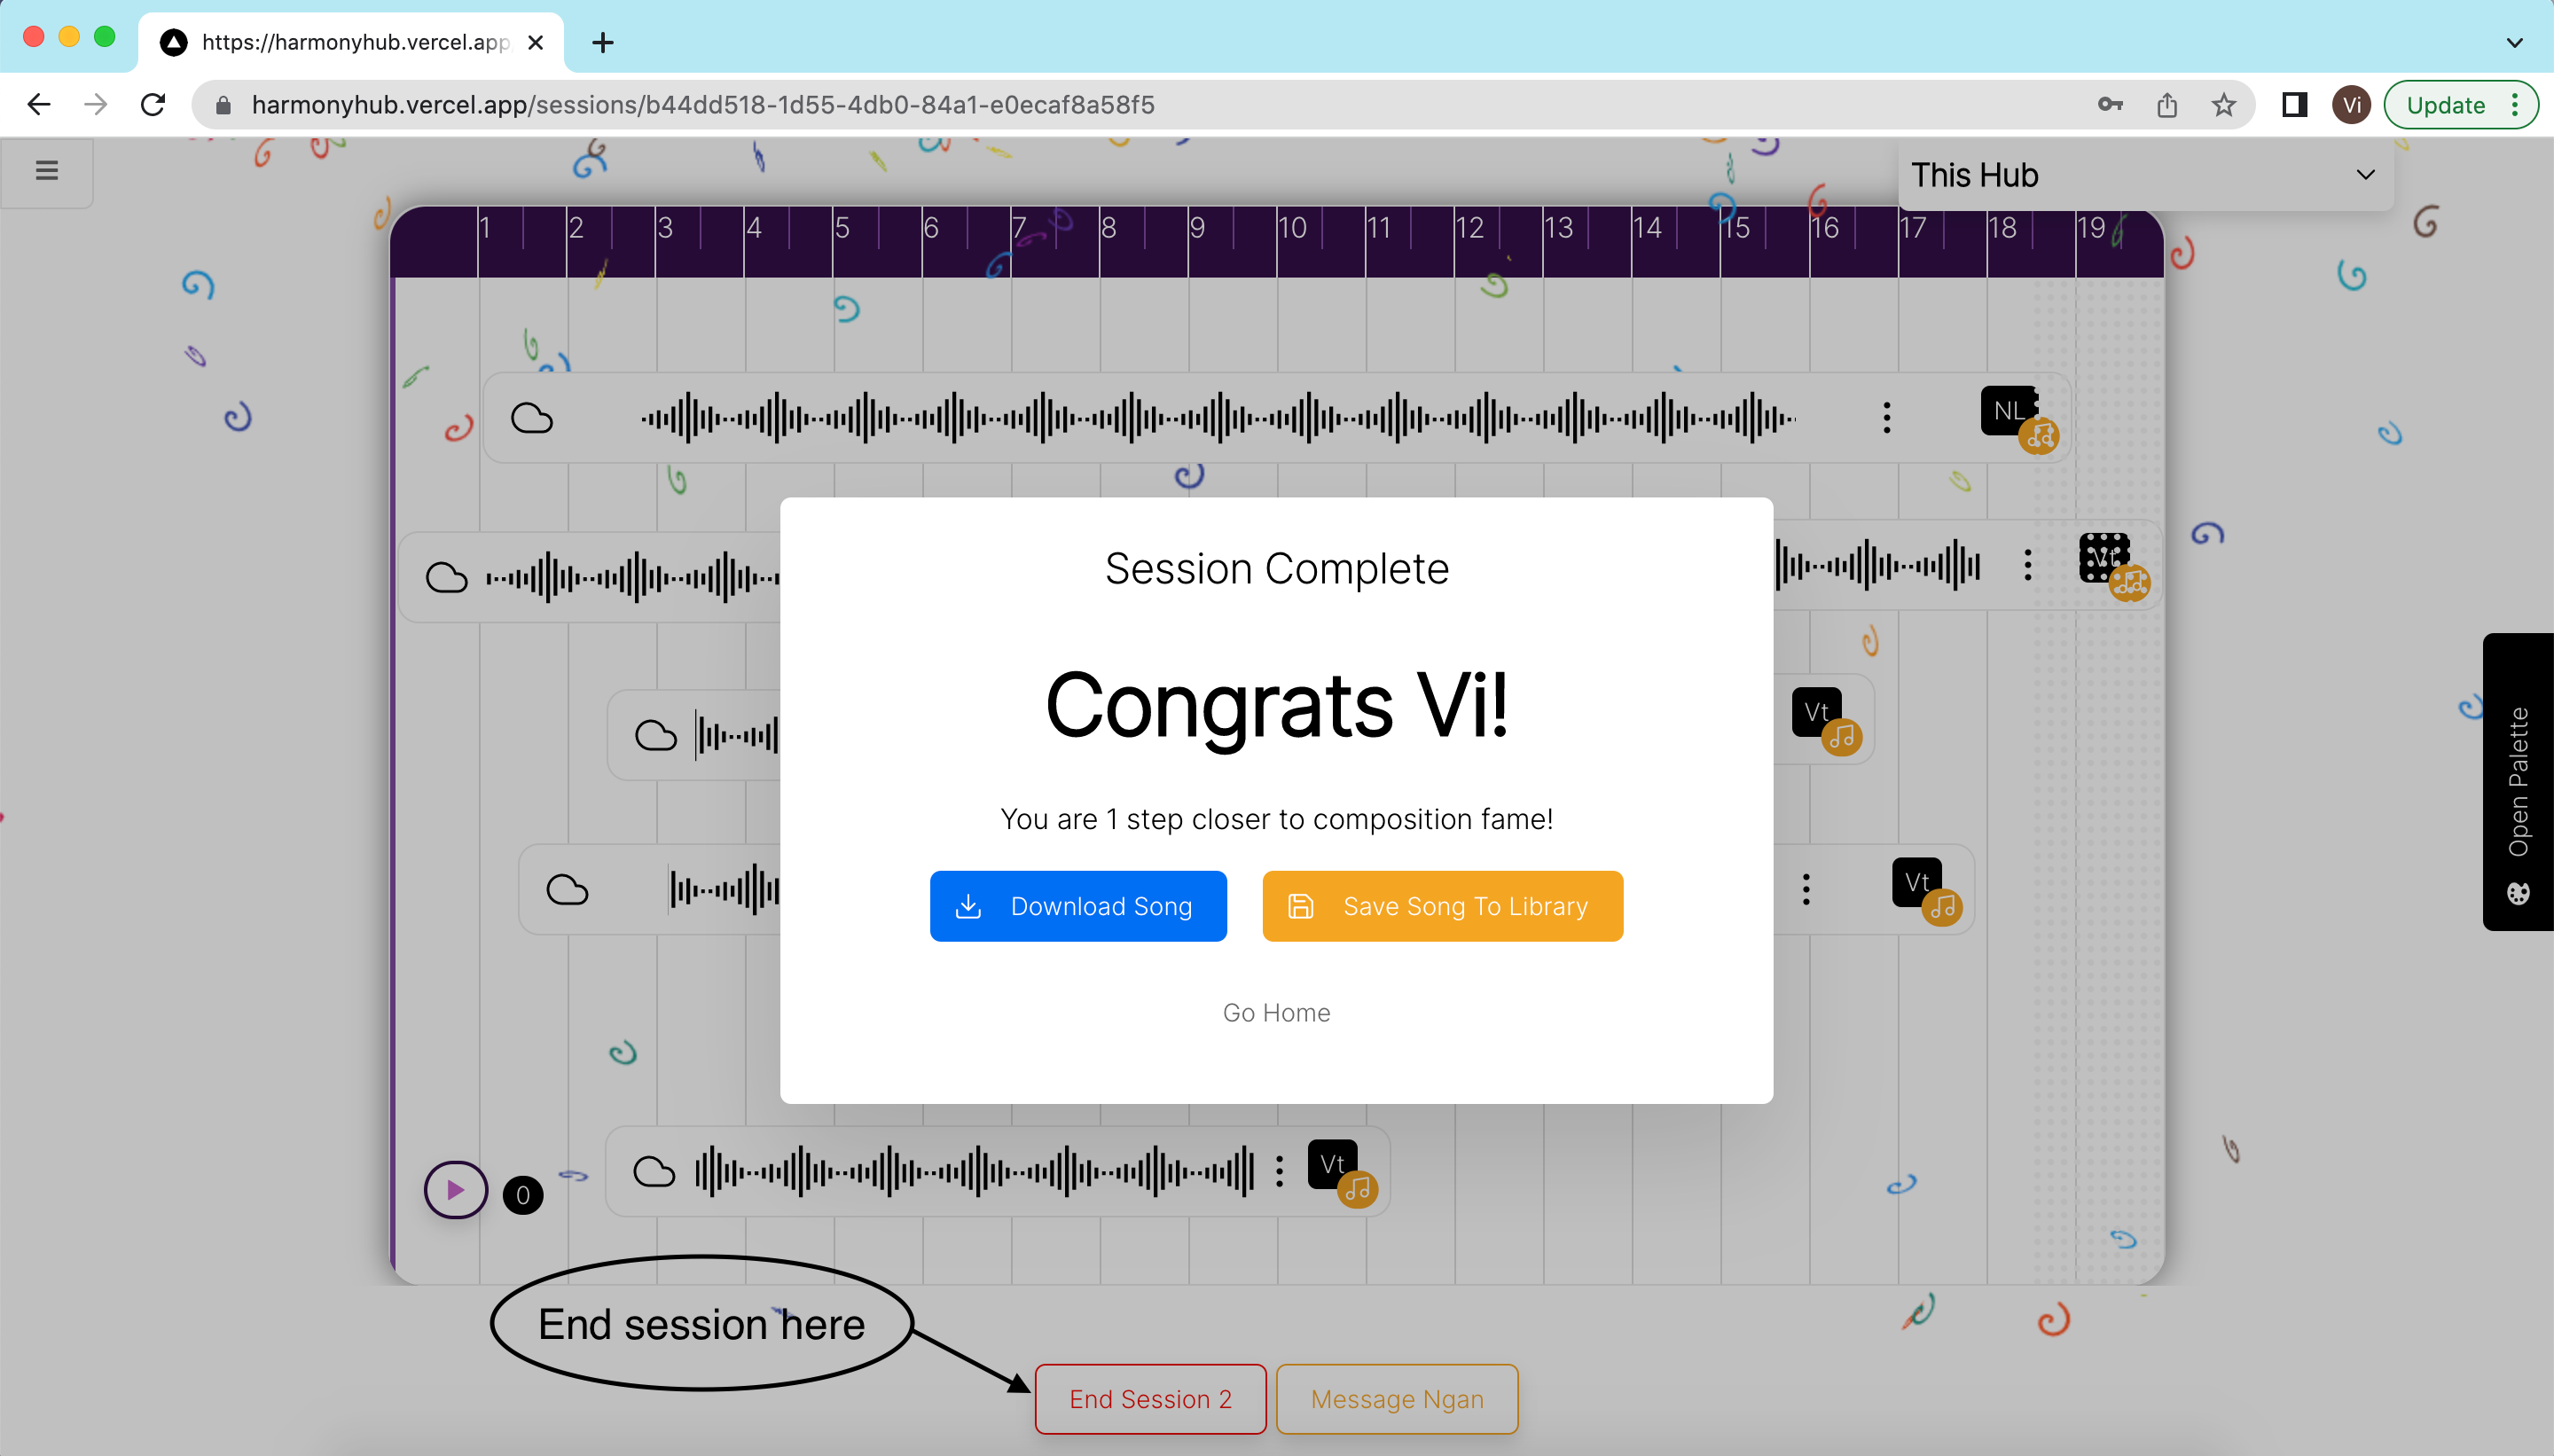 https://harmonyhub.vercel.app
harmonyhub.vercel.app/sessions/b44dd518-1d55-4db0-84a1-e0ecaf8a58f5
Vi
Update
This Hub
1 2 3 4 5 6 7 8 9 10 11 12 13 14 15 16 17 18 19
NL
Vt
Session Complete
Congrats Vi!
Vt
You are 1 step closer to composition fame!
Open Palette
Vt
Download Song
Save Song To Library
Go Home
Vt
0
End session here
End Session 2
Message Ngan